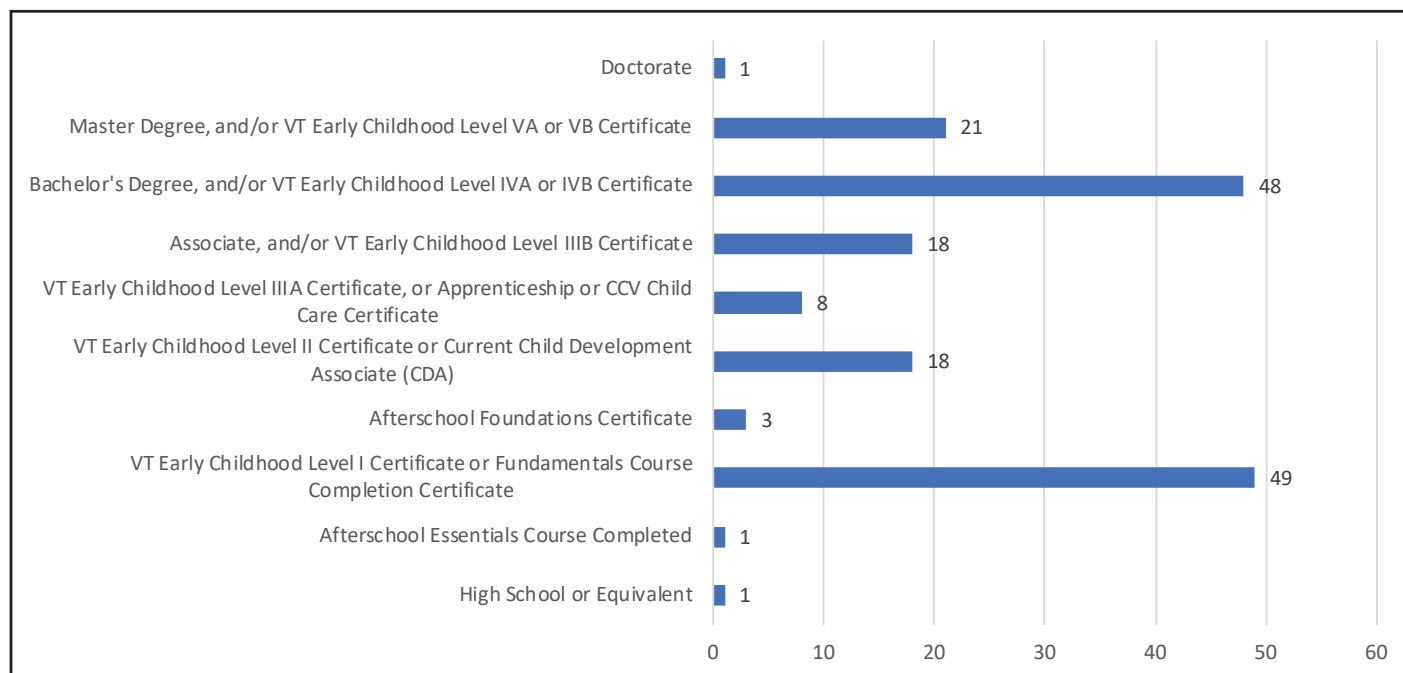 Doctorate
1
Master Degree, and/or VT Early Childhood Level VA or VB Certificate
21
Bachelor's Degree, and/or VT Early Childhood Level IVA or IVB Certificate
48
Associate, and/or VT Early Childhood Level IIIB Certificate
18
VT Early Childhood Level IIIA Certificate, or Apprenticeship or CCV Child
Care Certificate
8
VT Early Childhood Level II Certificate or Current Child Development
Associate (CDA)
18
Afterschool Foundations Certificate
3
VT Early Childhood Level I Certificate or Fundamentals Course
Completion Certificate
49
Afterschool Essentials Course Completed
1
High School or Equivalent
1
0 10 20 30 40 50 60